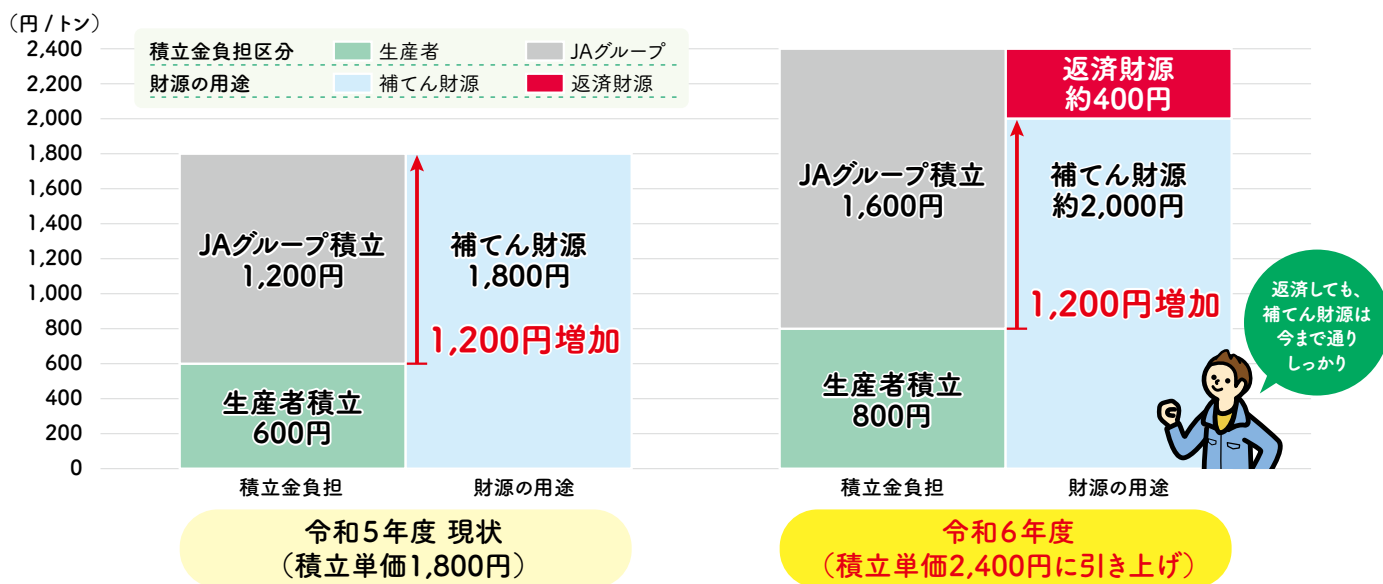 （円 / トン）
2,400
2,200
2,000
1,800
1,600
1,400
1,200
1,000
800
600
400
200
0
積立金負担区分 生産者 JAグループ
財源の用途 補てん財源 返済財源
JAグループ積立
1,200円
生産者積立
600円
補てん財源
1,800円
1,200円増加
積立金負担 財源の用途
令和5年度 現状
（積立単価1,800円）
JAグループ積立
1,600円
生産者積立
800円
返済財源
約400円
補てん財源
約2,000円
1,200円増加
返済しても、
補てん財源は
今まで通り
しっかり
積立金負担 財源の用途
令和6年度
（積立単価2,400円に引き上げ）